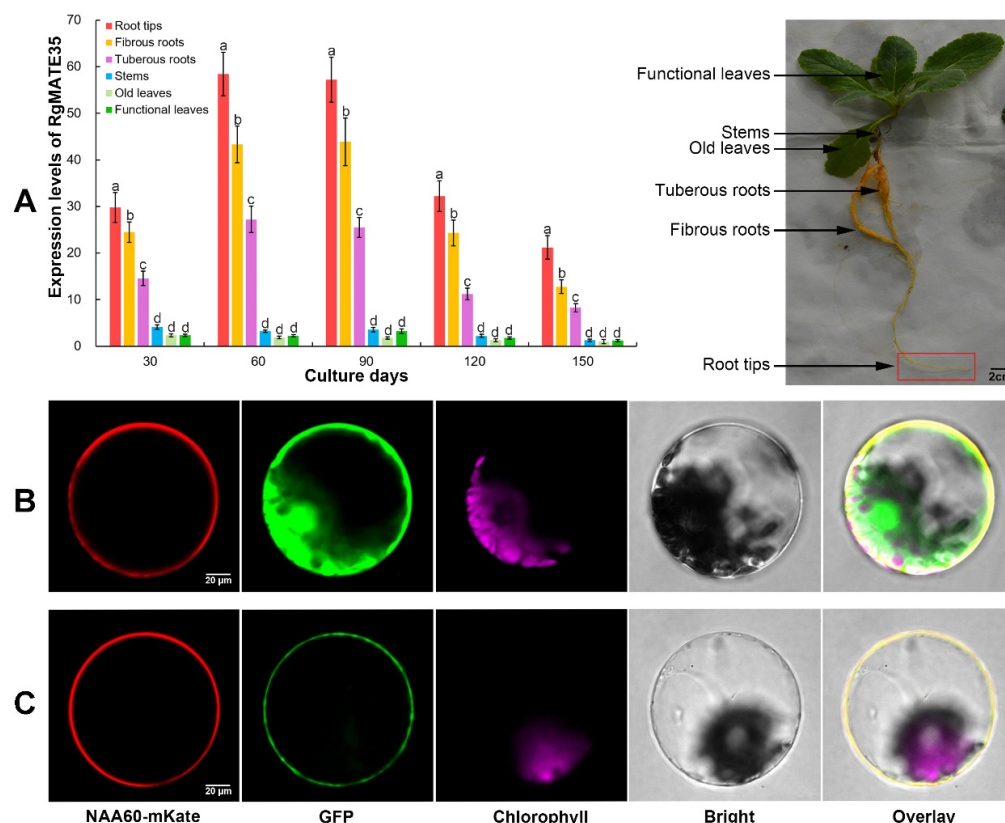 A
Expression levels of RgMATE35
70
60
50
40
30
20
10
0
Root tips
Fibrous roots
Tuberous roots
Stems
Old leaves
Functional leaves
a b c d d d
a b c d d d
a b c d d d
a b c d d d
a b c d d d
30 60 90 120 150
Culture days
Functional leaves
Stems
Old leaves
Tuberous roots
Fibrous roots
Root tips
2cm
B
20 μm
C
20 μm
NAA60-mKate GFP Chlorophyll Bright Overlay